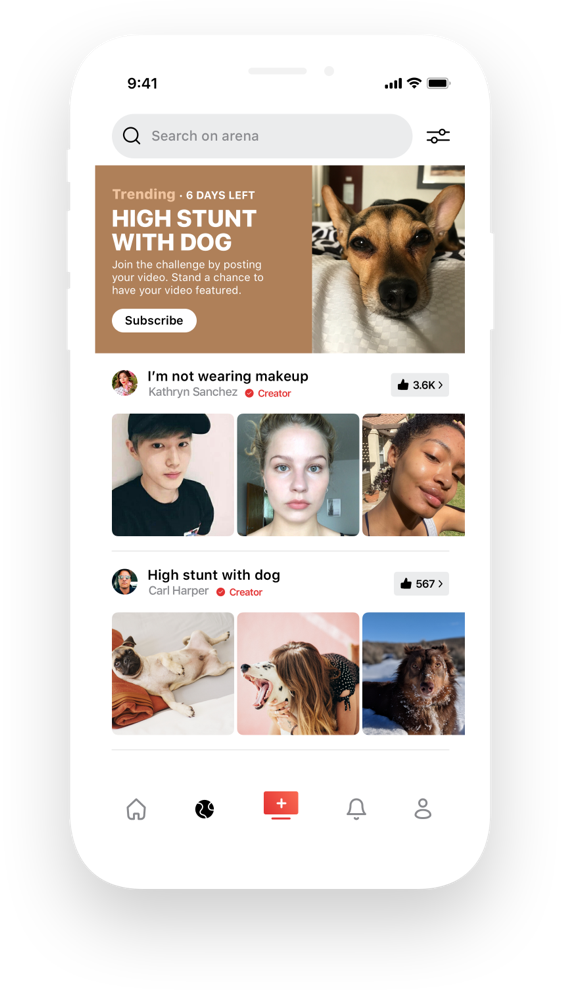 9:41
Search on arena
Trending · 6 DAYS LEFT
HIGH STUNT
WITH DOG
Join the challenge by posting
your video. Stand a chance to
have your video featured.
Subscribe
I’m not wearing makeup
Kathryn Sanchez Creator
3.6K
High stunt with dog
Carl Harper Creator
567